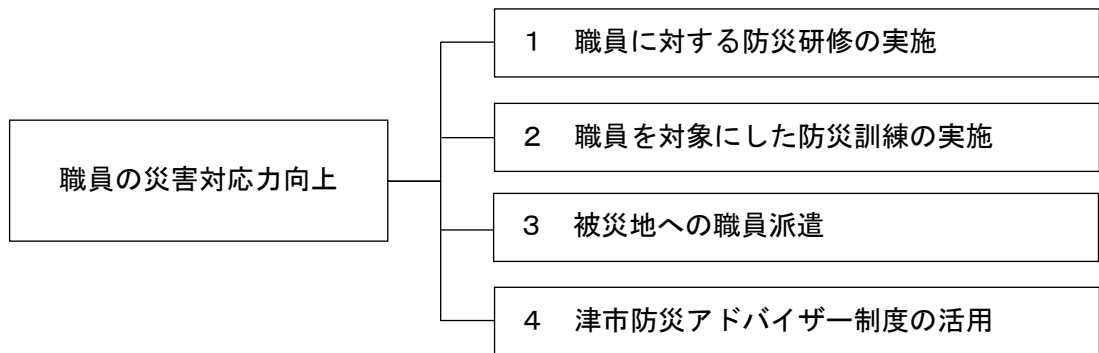 職員の災害対応力向上
１　職員に対する防災研修の実施
２　職員を対象にした防災訓練の実施
３　被災地への職員派遣
４　津市防災アドバイザー制度の活用